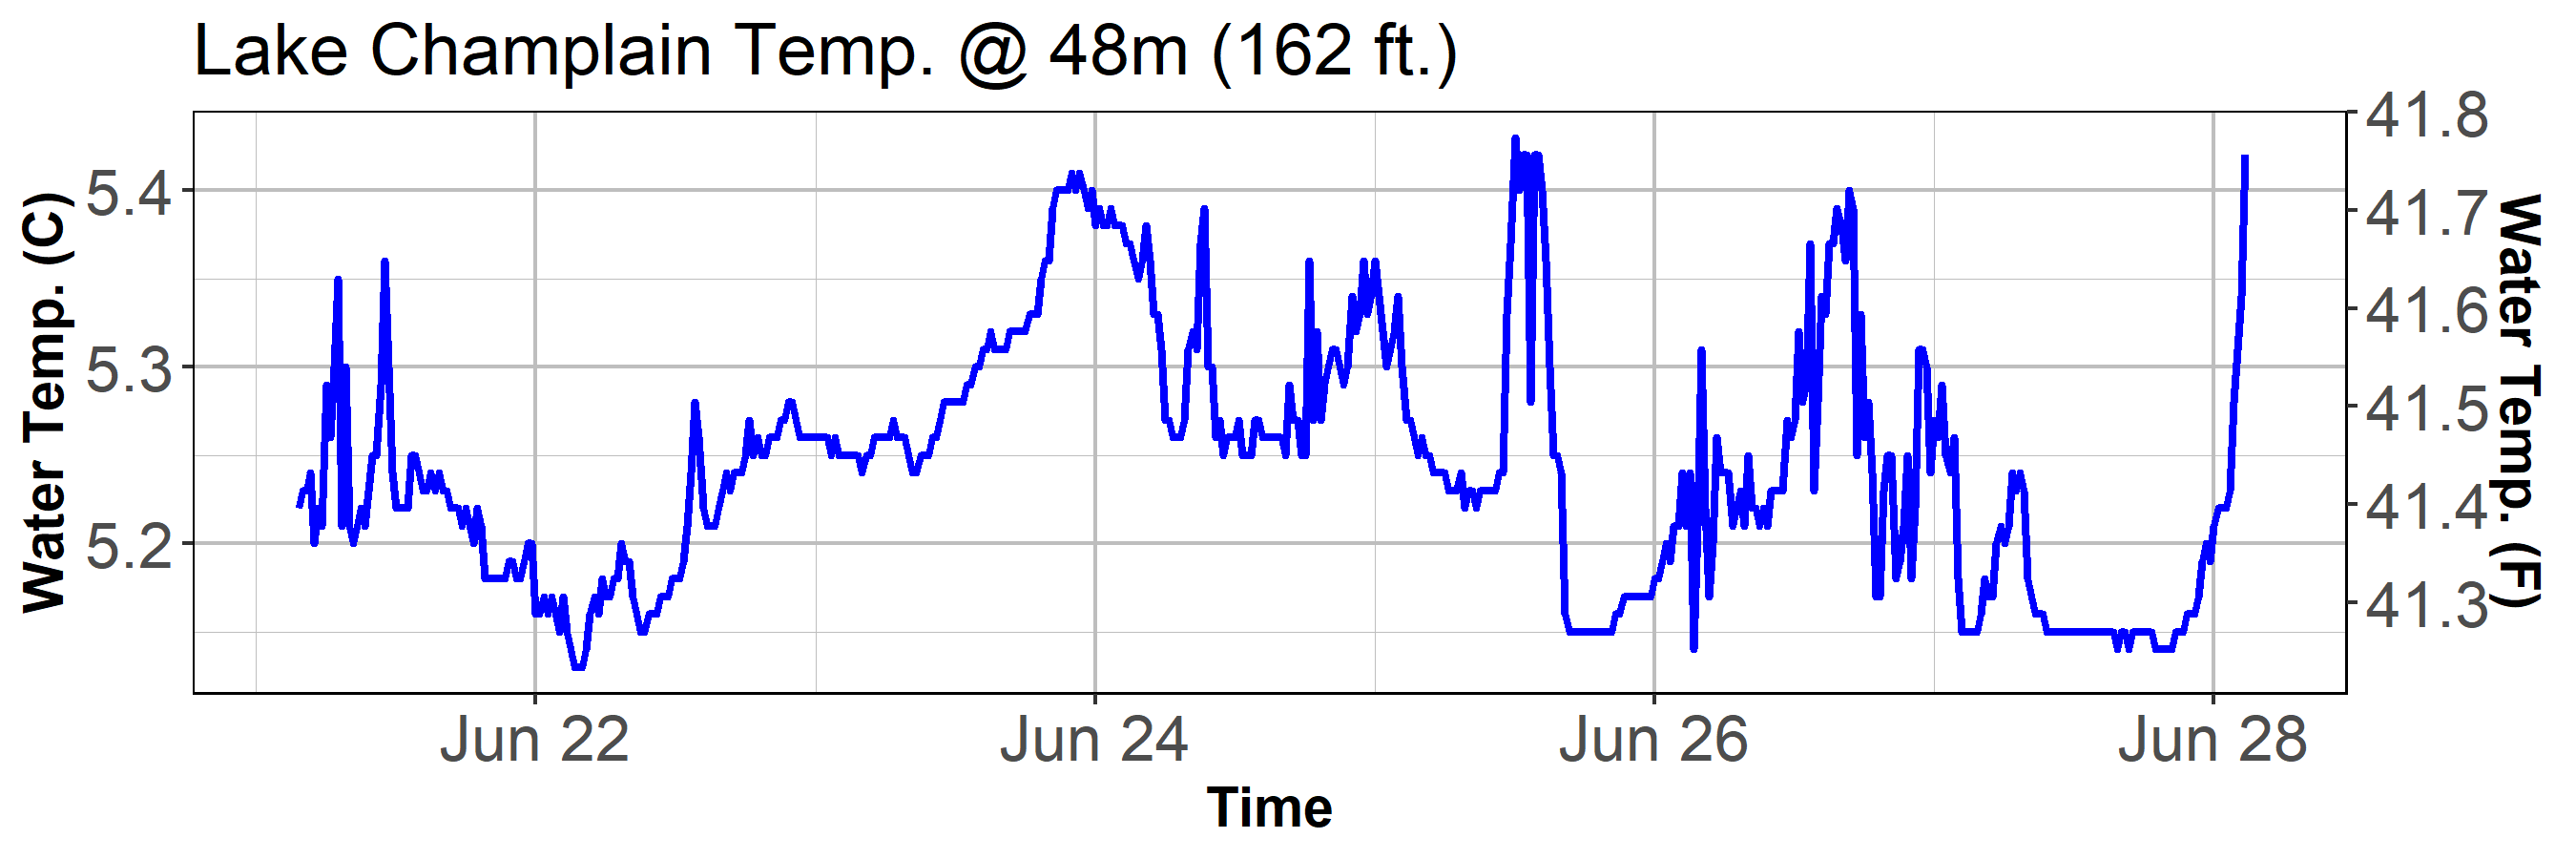 Lake Champlain Temp. @ 48m (162 ft.)
Water Temp. (C)
5.4
5.3
5.2
41.8
41.7
41.6
41.5
41.4
41.3
Water Temp. (F)
Jun 22 Jun 24 Jun 26 Jun 28
Time